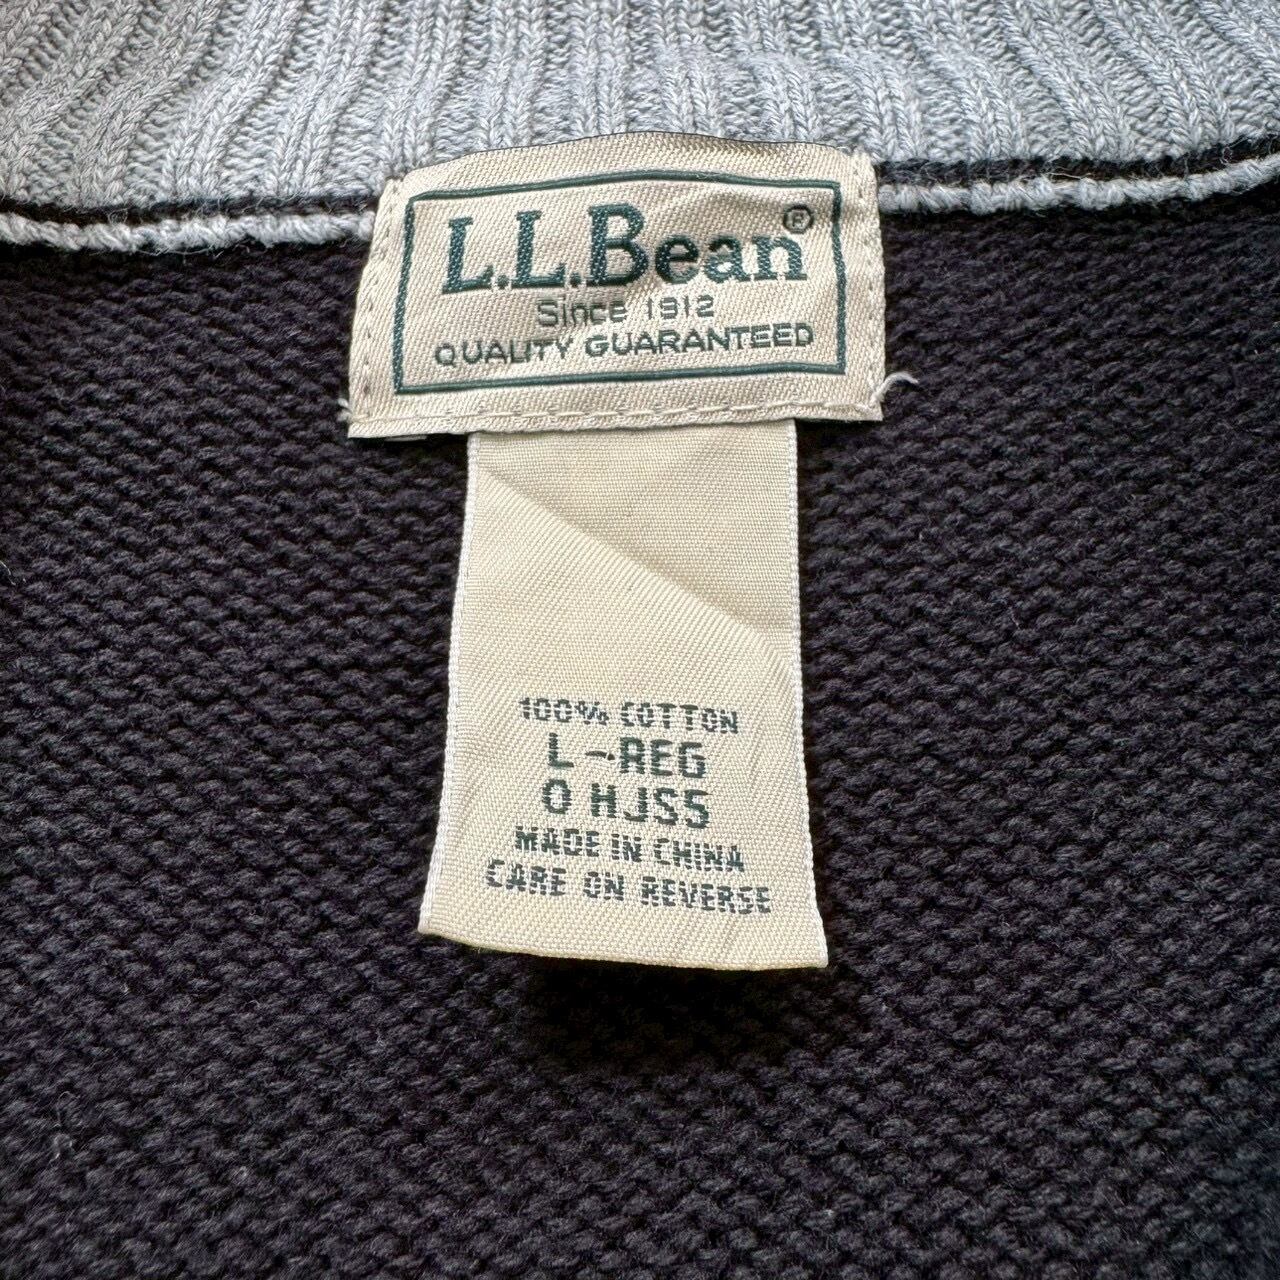 L.L.Bean®
Since 1912
QUALITY GUARANTEED
100% COTTON
L-REG
0 HJS5
MADE IN CHINA
CARE ON REVERSE